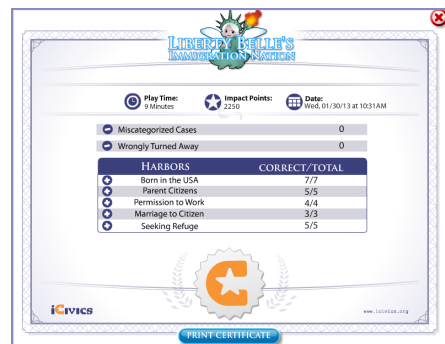 LIBERTY BELLE'S
IMMIGRATION NATION
Play Time:
9 Minutes
Impact Points:
2250
Date:
Wed, 01/30/13 at 10:31AM
Miscategorized Cases 0
Wrongly Turned Away 0
HARBORS CORRECT/TOTAL
Born in the USA 7/7
Parent Citizens 5/5
Permission to Work 4/4
Marriage to Citizen 3/3
Seeking Refuge 5/5
iCIVICS
www.icivics.org
PRINT CERTIFICATE